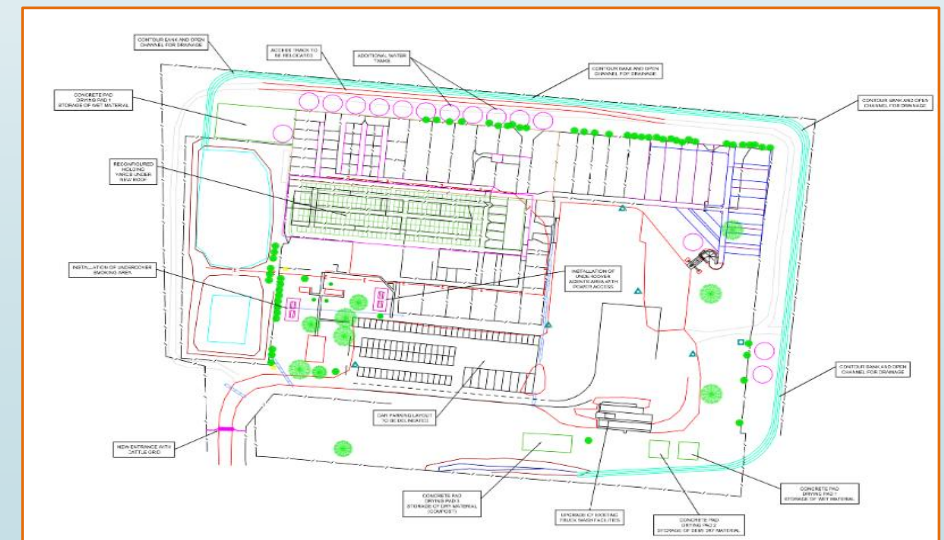 CONTOUR BANK AND OPEN
CHANNEL FOR DRAINAGE
ACCESS TRACK TO
BE RELOCATED
ADDITIONAL WATER
TANKS
CONTOUR BANK AND OPEN
CHANNEL FOR DRAINAGE
CONTOUR BANK AND OPEN
CHANNEL FOR DRAINAGE
CONCRETE PAD
DRYING PAD 1
STORAGE OF WET MATERIAL
RECONFIGURED
HOLDING
YARDS UNDER
NEW ROOF
INSTALLATION OF UNDERCOVER
SMOKING AREA
INSTALLATION OF
UNDERCOVER
AGENTS AREA WITH
POWER ACCESS
CONTOUR BANK AND OPEN
CHANNEL FOR DRAINAGE
CAR PARKING LAYOUT
TO BE DELINEATED
NEW ENTRANCE WITH
CATTLE GRID
CONCRETE PAD
DRYING PAD 3
STORAGE OF DRY MATERIAL
(COMPOST)
UPGRADE OF EXISTING
TRUCK WASH FACILITIES
CONCRETE PAD
DRYING PAD 2
STORAGE OF SEMI DRY MATERIAL
CONCRETE PAD
DRYING PAD 1
STORAGE OF WET MATERIAL